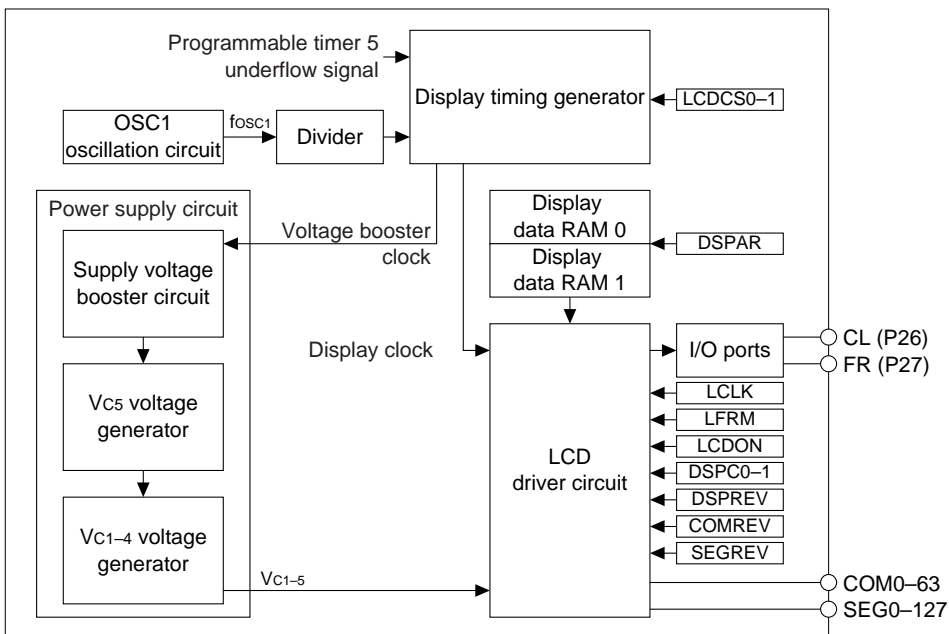 Programmable timer 5
underflow signal
Display timing generator
LCDCS0–1
OSC1
oscillation circuit
fOSC1
Divider
Power supply circuit
Voltage booster
clock
Display
data RAM 0
Display
data RAM 1
DSPAR
Supply voltage
booster circuit
Display clock
I/O ports
CL (P26)
FR (P27)
VC5 voltage
generator
LCD
driver circuit
LCLK
LFRM
LCDON
DSPC0–1
DSPREV
COMREV
SEGREV
VC1–4 voltage
generator
VC1–5
COM0–63
SEG0–127